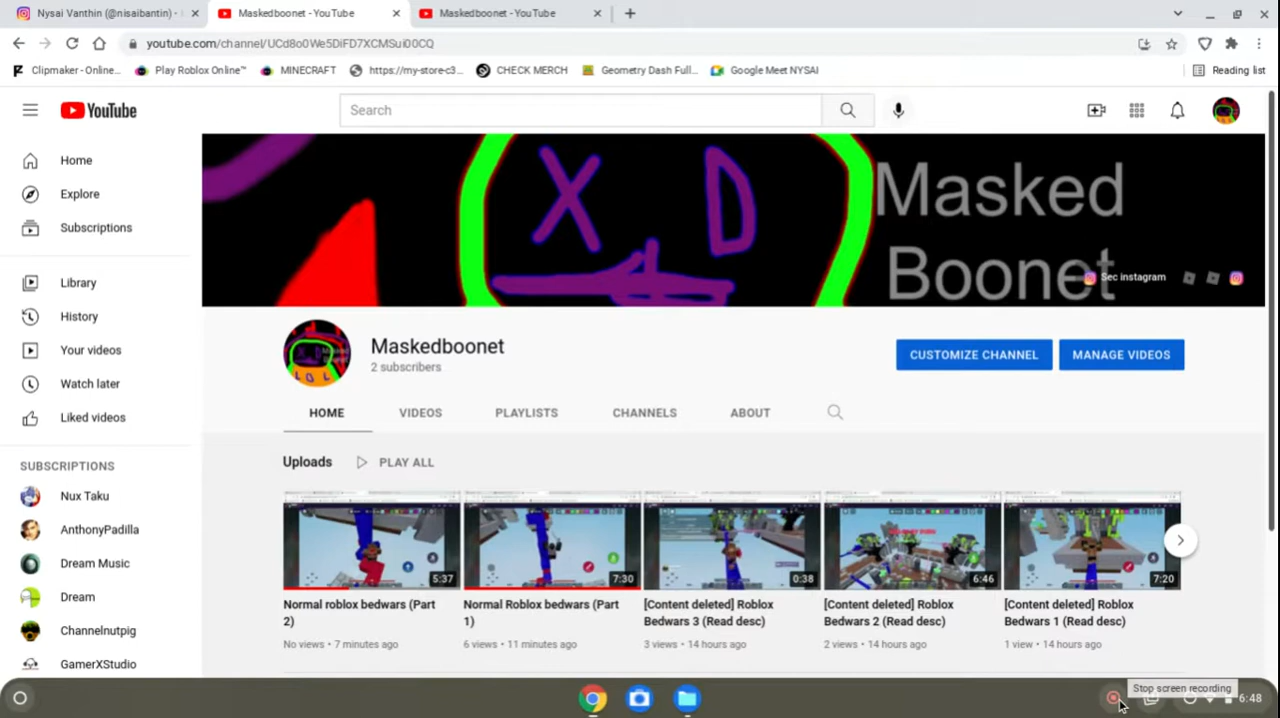 Nysai Vanthin (@nisaibantin) ·
Maskedboonet - YouTube
Maskedboonet - YouTube
youtube.com/channel/UCd8o0We5DiFD7XCMSui00CQ
Clipmaker - Online...
Play Roblox Online™
MINECRAFT
https://my-store-c3...
CHECK MERCH
Geometry Dash Full...
Google Meet NYSAI
Reading list
YouTube
Search
Home
Explore
Subscriptions
Library
History
Your videos
Watch later
Liked videos
SUBSCRIPTIONS
Nux Taku
AnthonyPadilla
Dream Music
Dream
Channelnutpig
GamerXStudio
X D
Masked
Boonet
Sec instagram
Maskedboonet
2 subscribers
CUSTOMIZE CHANNEL
MANAGE VIDEOS
HOME
VIDEOS
PLAYLISTS
CHANNELS
ABOUT
Uploads
PLAY ALL
5:37
7:30
0:38
6:46
7:20
Normal roblox bedwars (Part
2)
No views • 7 minutes ago
Normal Roblox bedwars (Part
1)
6 views • 11 minutes ago
[Content deleted] Roblox
Bedwars 3 (Read desc)
3 views • 14 hours ago
[Content deleted] Roblox
Bedwars 2 (Read desc)
2 views • 14 hours ago
[Content deleted] Roblox
Bedwars 1 (Read desc)
1 view • 14 hours ago
Stop screen recording
6:48